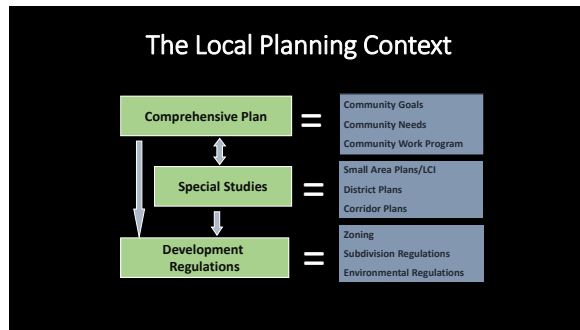 The Local Planning Context
Comprehensive Plan
=
Community Goals
Community Needs
Community Work Program
Special Studies
=
Small Area Plans/LCI
District Plans
Corridor Plans
Development
Regulations
=
Zoning
Subdivision Regulations
Environmental Regulations